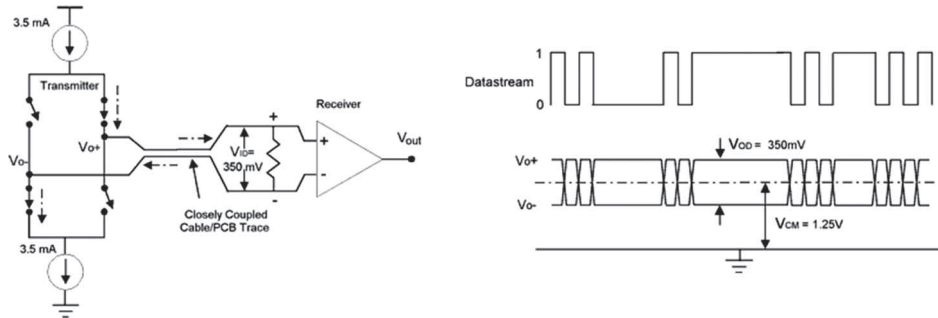 3.5 mA
Transmitter
Vo-
Vo+
3.5 mA
+
VID=
350 mV
-
Closely Coupled
Cable/PCB Trace
Receiver
+
-
Vout
Datastream
1
0
Vo+
Vo-
VOD = 350mV
VCM = 1.25V